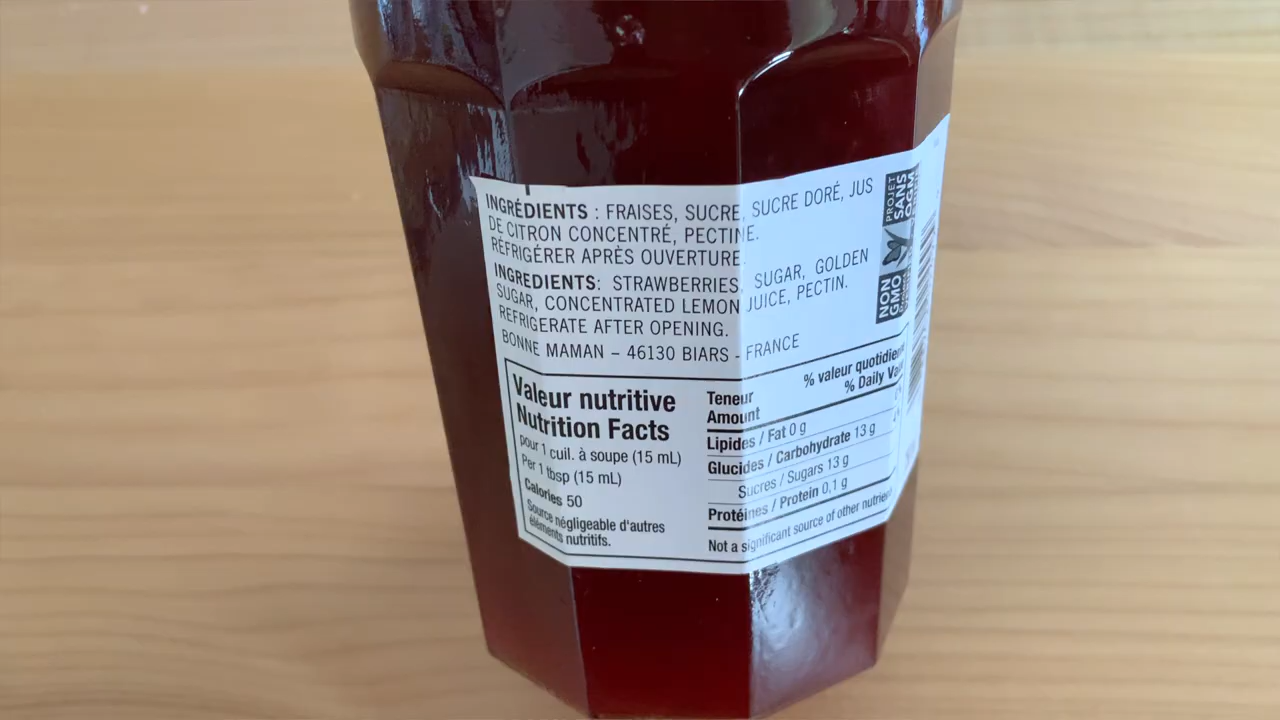 INGRÉDIENTS : FRAISES, SUCRE, SUCRE DORÉ, JUS
DE CITRON CONCENTRÉ, PECTINE.
RÉFRIGÉRER APRÈS OUVERTURE.
INGREDIENTS: STRAWBERRIES, SUGAR, GOLDEN
SUGAR, CONCENTRATED LEMON JUICE, PECTIN.
REFRIGERATE AFTER OPENING.
BONNE MAMAN – 46130 BIARS - FRANCE
PROJET
SANS
OGM
NON
GMO
Valeur nutritive
Nutrition Facts
pour 1 cuil. à soupe (15 mL)
Per 1 tbsp (15 mL)
Calories 50
Source négligeable d'autres
éléments nutritifs.
Teneur % valeur
Amount % Daily
Lipides / Fat 0 g
Glucides / Carbohydrate 13 g
Sucres / Sugars 13 g
Protéines / Protein 0,1 g
Not a significant source of other